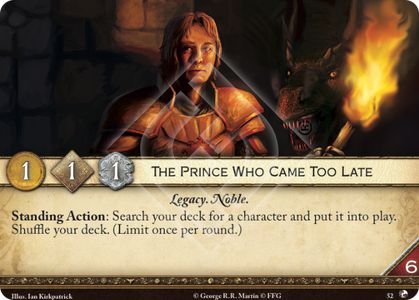 1 1 1 The Prince Who Came Too Late
Legacy. Noble.
Standing Action: Search your deck for a character and put it into play.
Shuffle your deck. (Limit once per round.)
6
Illus. Ian Kirkpatrick © George R.R. Martin © FFG 52